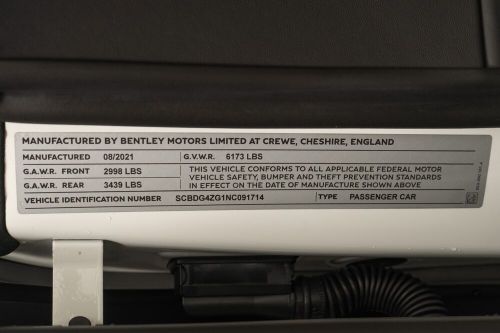 MANUFACTURED BY BENTLEY MOTORS LIMITED AT CREWE, CHESHIRE, ENGLAND
MANUFACTURED 08/2021 G.V.W.R. 6173 LBS
G.A.W.R. FRONT 2998 LBS
G.A.W.R. REAR 3439 LBS
THIS VEHICLE CONFORMS TO ALL APPLICABLE FEDERAL MOTOR
VEHICLE SAFETY, BUMPER AND THEFT PREVENTION STANDARDS
IN EFFECT ON THE DATE OF MANUFACTURE SHOWN ABOVE
VEHICLE IDENTIFICATION NUMBER SCBDG4ZG1NC091714 TYPE PASSENGER CAR